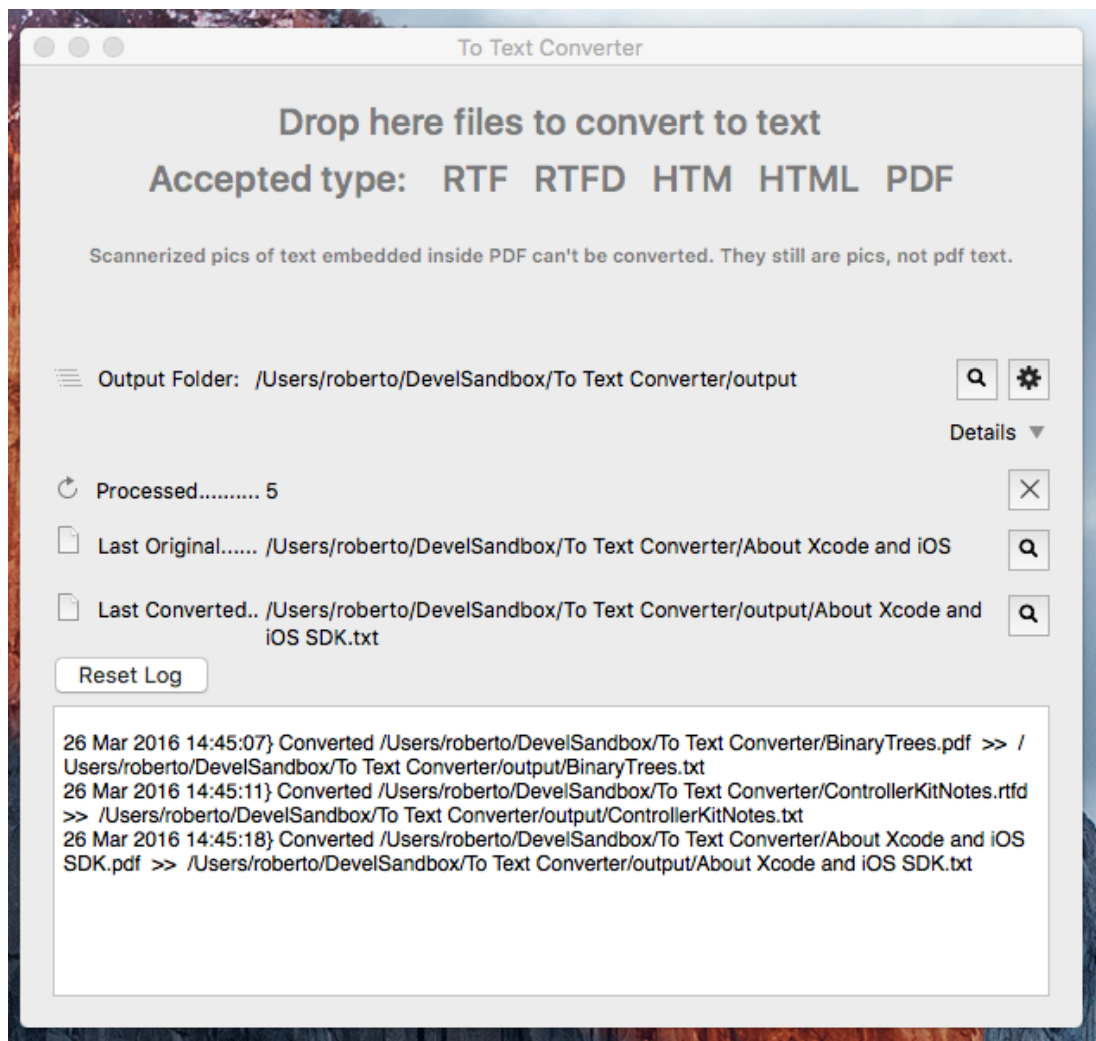 To Text Converter
Drop here files to convert to text
Accepted type: RTF RTFD HTM HTML PDF
Scannerized pics of text embedded inside PDF can't be converted. They still are pics, not pdf text.
Output Folder: /Users/roberto/DevelSandbox/To Text Converter/output
Details
Processed.......... 5
Last Original...... /Users/roberto/DevelSandbox/To Text Converter/About Xcode and iOS
Last Converted.. /Users/roberto/DevelSandbox/To Text Converter/output/About Xcode and
iOS SDK.txt
Reset Log
26 Mar 2016 14:45:07} Converted /Users/roberto/DevelSandbox/To Text Converter/BinaryTrees.pdf >> /
Users/roberto/DevelSandbox/To Text Converter/output/BinaryTrees.txt
26 Mar 2016 14:45:11} Converted /Users/roberto/DevelSandbox/To Text Converter/ControllerKitNotes.rtfd
>> /Users/roberto/DevelSandbox/To Text Converter/output/ControllerKitNotes.txt
26 Mar 2016 14:45:18} Converted /Users/roberto/DevelSandbox/To Text Converter/About Xcode and iOS
SDK.pdf >> /Users/roberto/DevelSandbox/To Text Converter/output/About Xcode and iOS SDK.txt